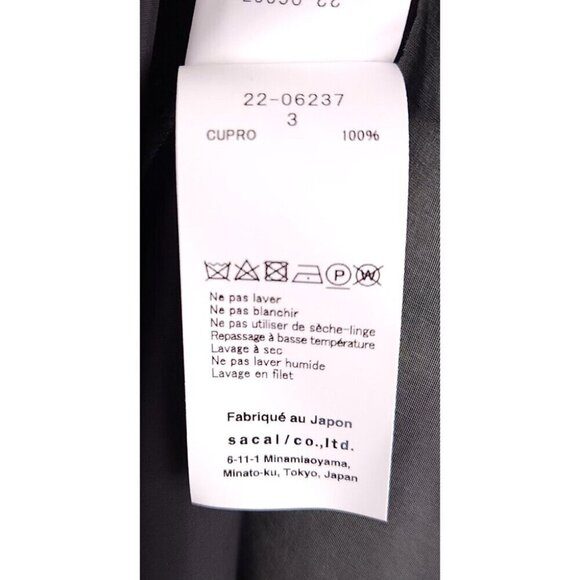 22-06237
3
CUPRO 100%
P W
Ne pas laver
Ne pas blanchir
Ne pas utiliser de sèche-linge
Repassage à basse température
Lavage à sec
Ne pas laver humide
Lavage en filet
Fabriqué au Japon
sacai/co.,ltd.
6-11-1 Minamiaoyama,
Minato-ku, Tokyo, Japan